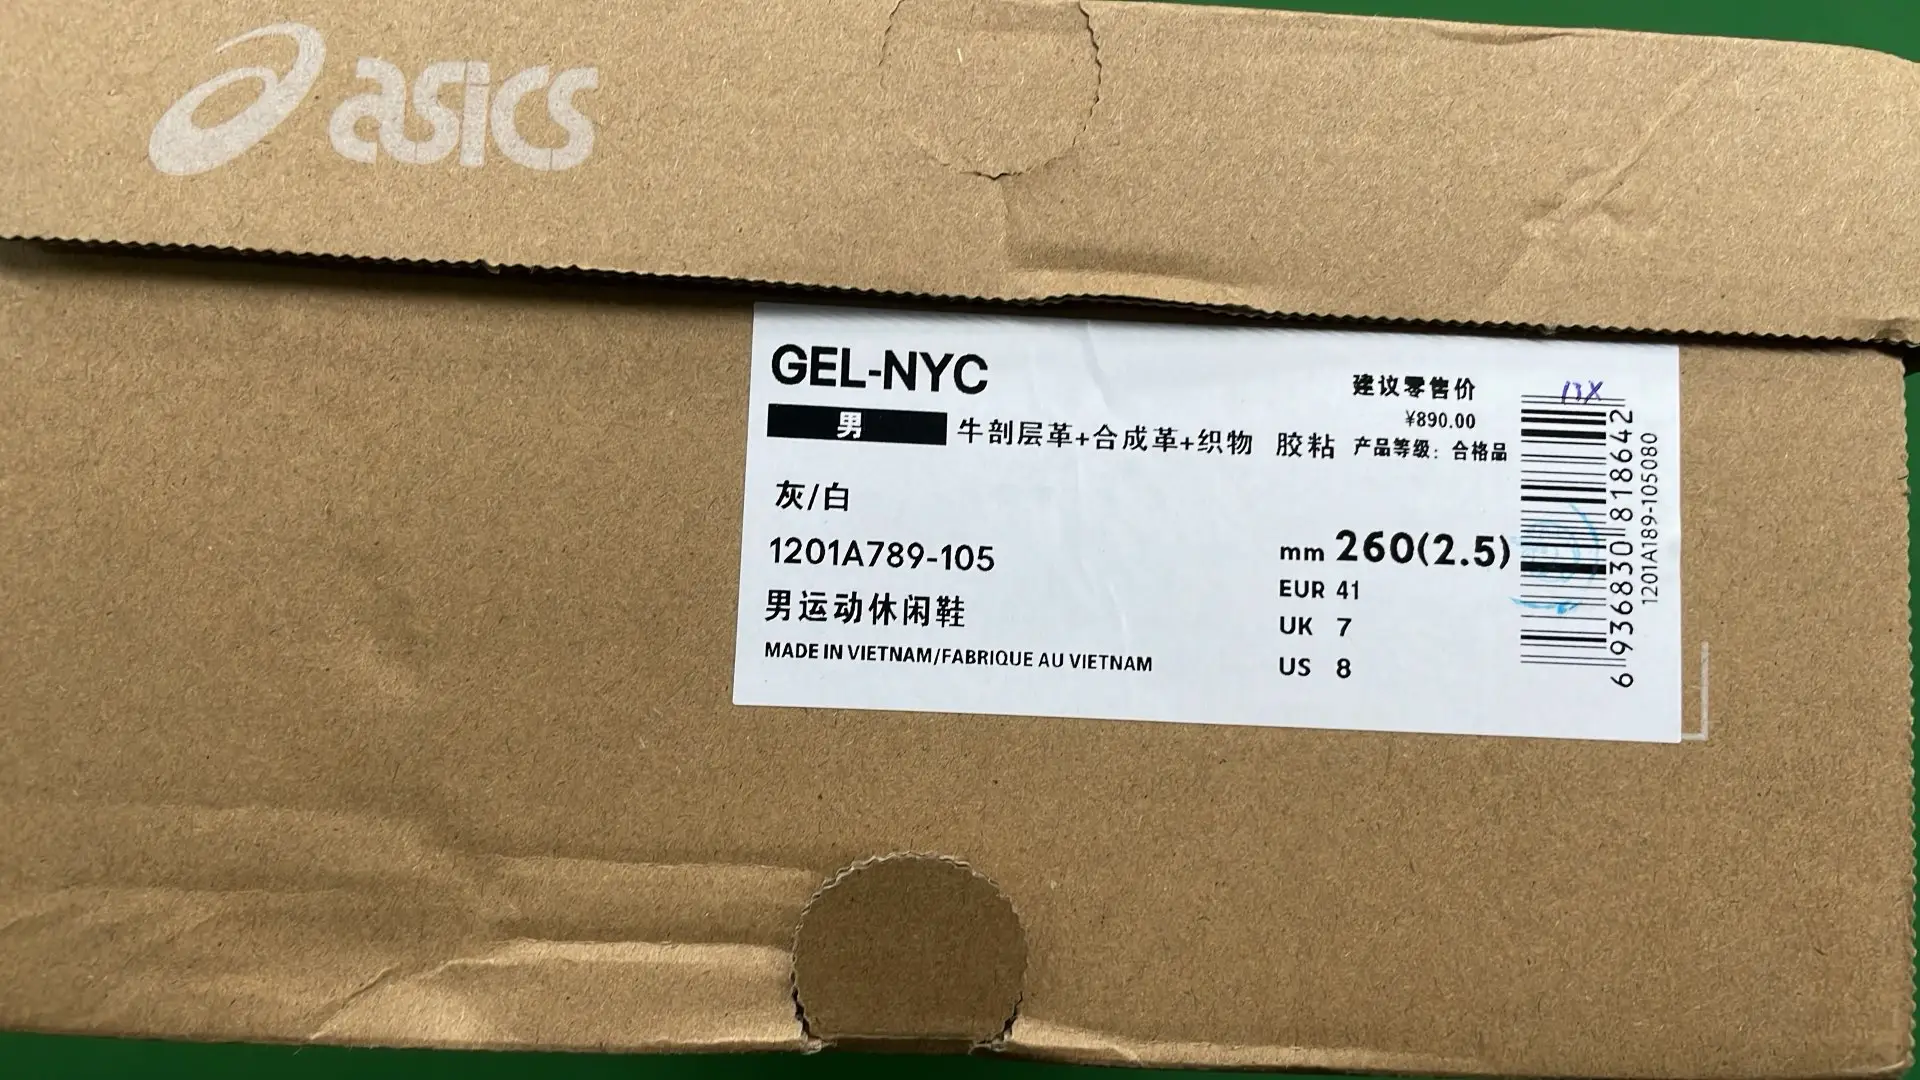 asics
GEL-NYC
男
牛剖层革+合成革+织物 胶粘
建议零售价
¥890.00
产品等级：合格品
灰/白
1201A789-105
男运动休闲鞋
MADE IN VIETNAM/FABRIQUE AU VIETNAM
mm 260(2.5)
EUR 41
UK 7
US 8
6936830818642
1201A189-105080